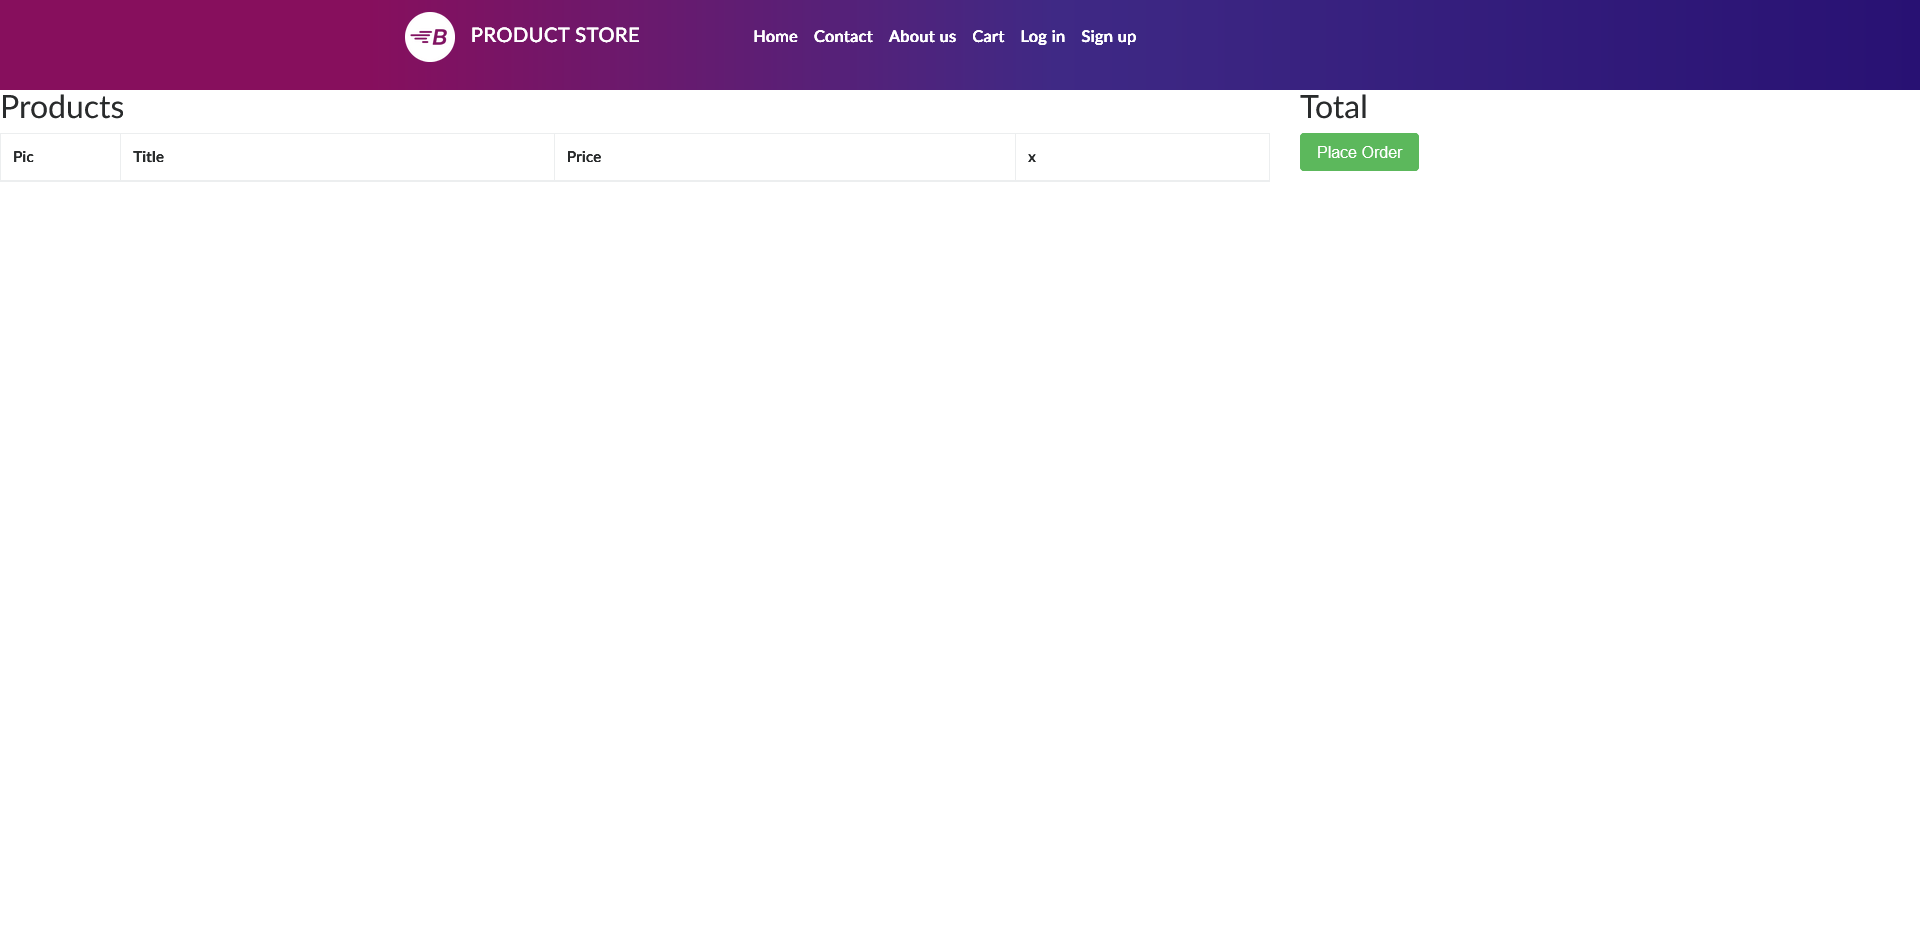 B PRODUCT STORE Home Contact About us Cart Log in Sign up
Products
Pic Title Price x
Total
Place Order